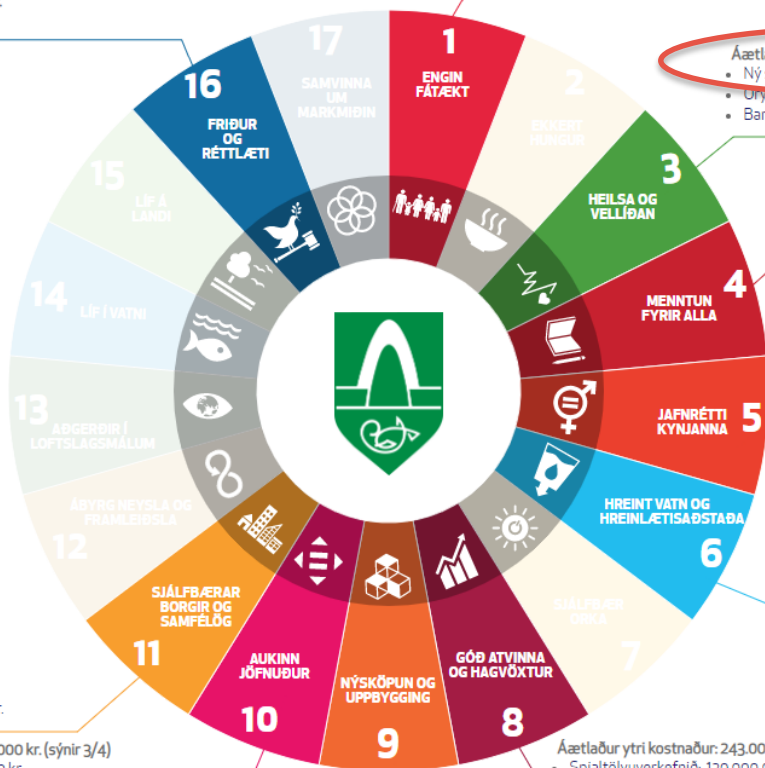 17
SAMVINNA
UM
MARKMIÐIN
1
ENGIN
FÁTÆKT
2
EKKERT
HUNGUR
3
HEILSA OG
VELLÍÐAN
4
MENNTUN
FYRIR ALLA
5
JAFNRÉTTI
KYNJANNA
6
HREINT VATN OG
HREINLÆTISAÐSTAÐA
7
SJÁLFBÆR
ORKA
8
GÓÐ ATVINNA
OG HAGVÖXTUR
9
NÝSKÖPUN OG
UPPBYGGING
10
AUKINN
JÖFNUÐUR
11
SJÁLFBÆRAR
BORGIR OG
SAMFÉLÖG
12
ÁBYRG NEYSLA OG
FRAMLEIÐSLA
13
AÐGERÐIR Í
LOFTSLAGSMÁLUM
14
LÍF Í VATNI
15
LÍF Á
LANDI
16
FRIÐUR
OG
RÉTTLÆTI
• Ný
000 kr. (sýnir 3/4)
Áætlaður ytri kostnaður: 243.00